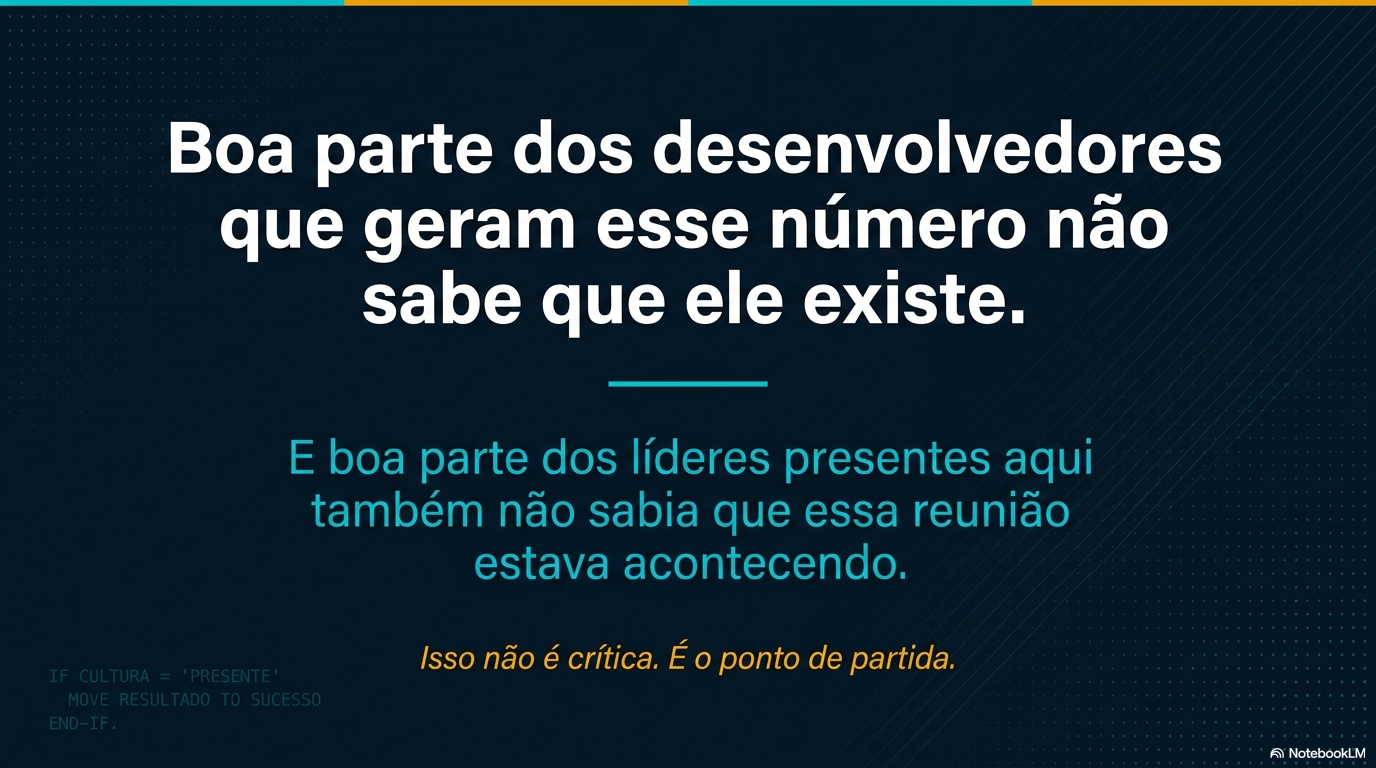 Boa parte dos desenvolvedores
que geram esse número não
sabe que ele existe.
E boa parte dos líderes presentes aqui
também não sabia que essa reunião
estava acontecendo.
Isso não é crítica. É o ponto de partida.
IF CULTURA = 'PRESENTE'
  MOVE RESULTADO TO SUCESSO
END-IF.
NotebookLM